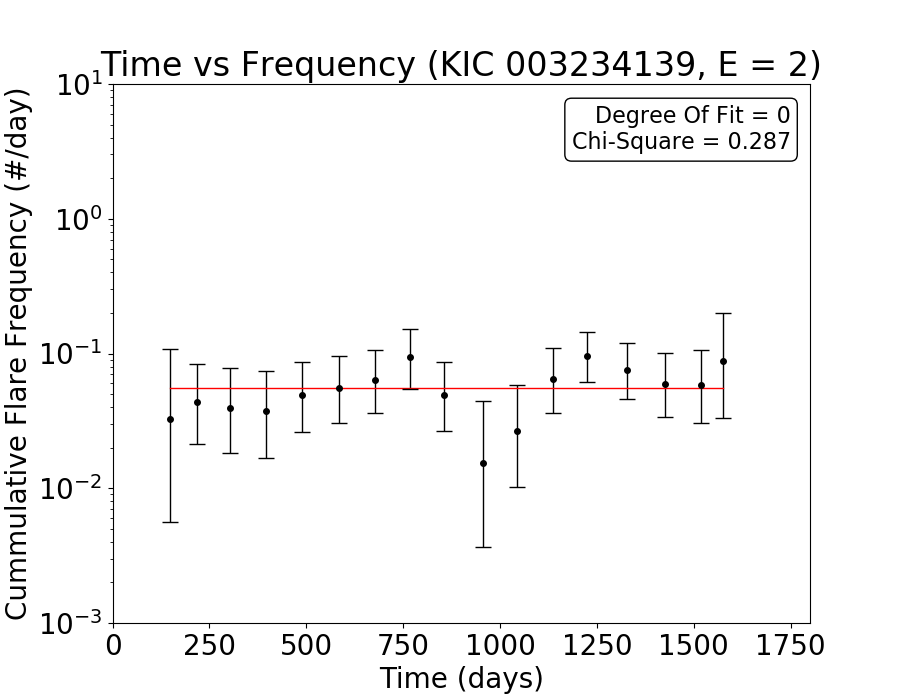 Time vs Frequency (KIC 003234139, E = 2)
Degree Of Fit = 0
Chi-Square = 0.287
Cummulative Flare Frequency (#/day)
10¹
10⁰
10⁻¹
10⁻²
10⁻³
0 250 500 750 1000 1250 1500 1750
Time (days)